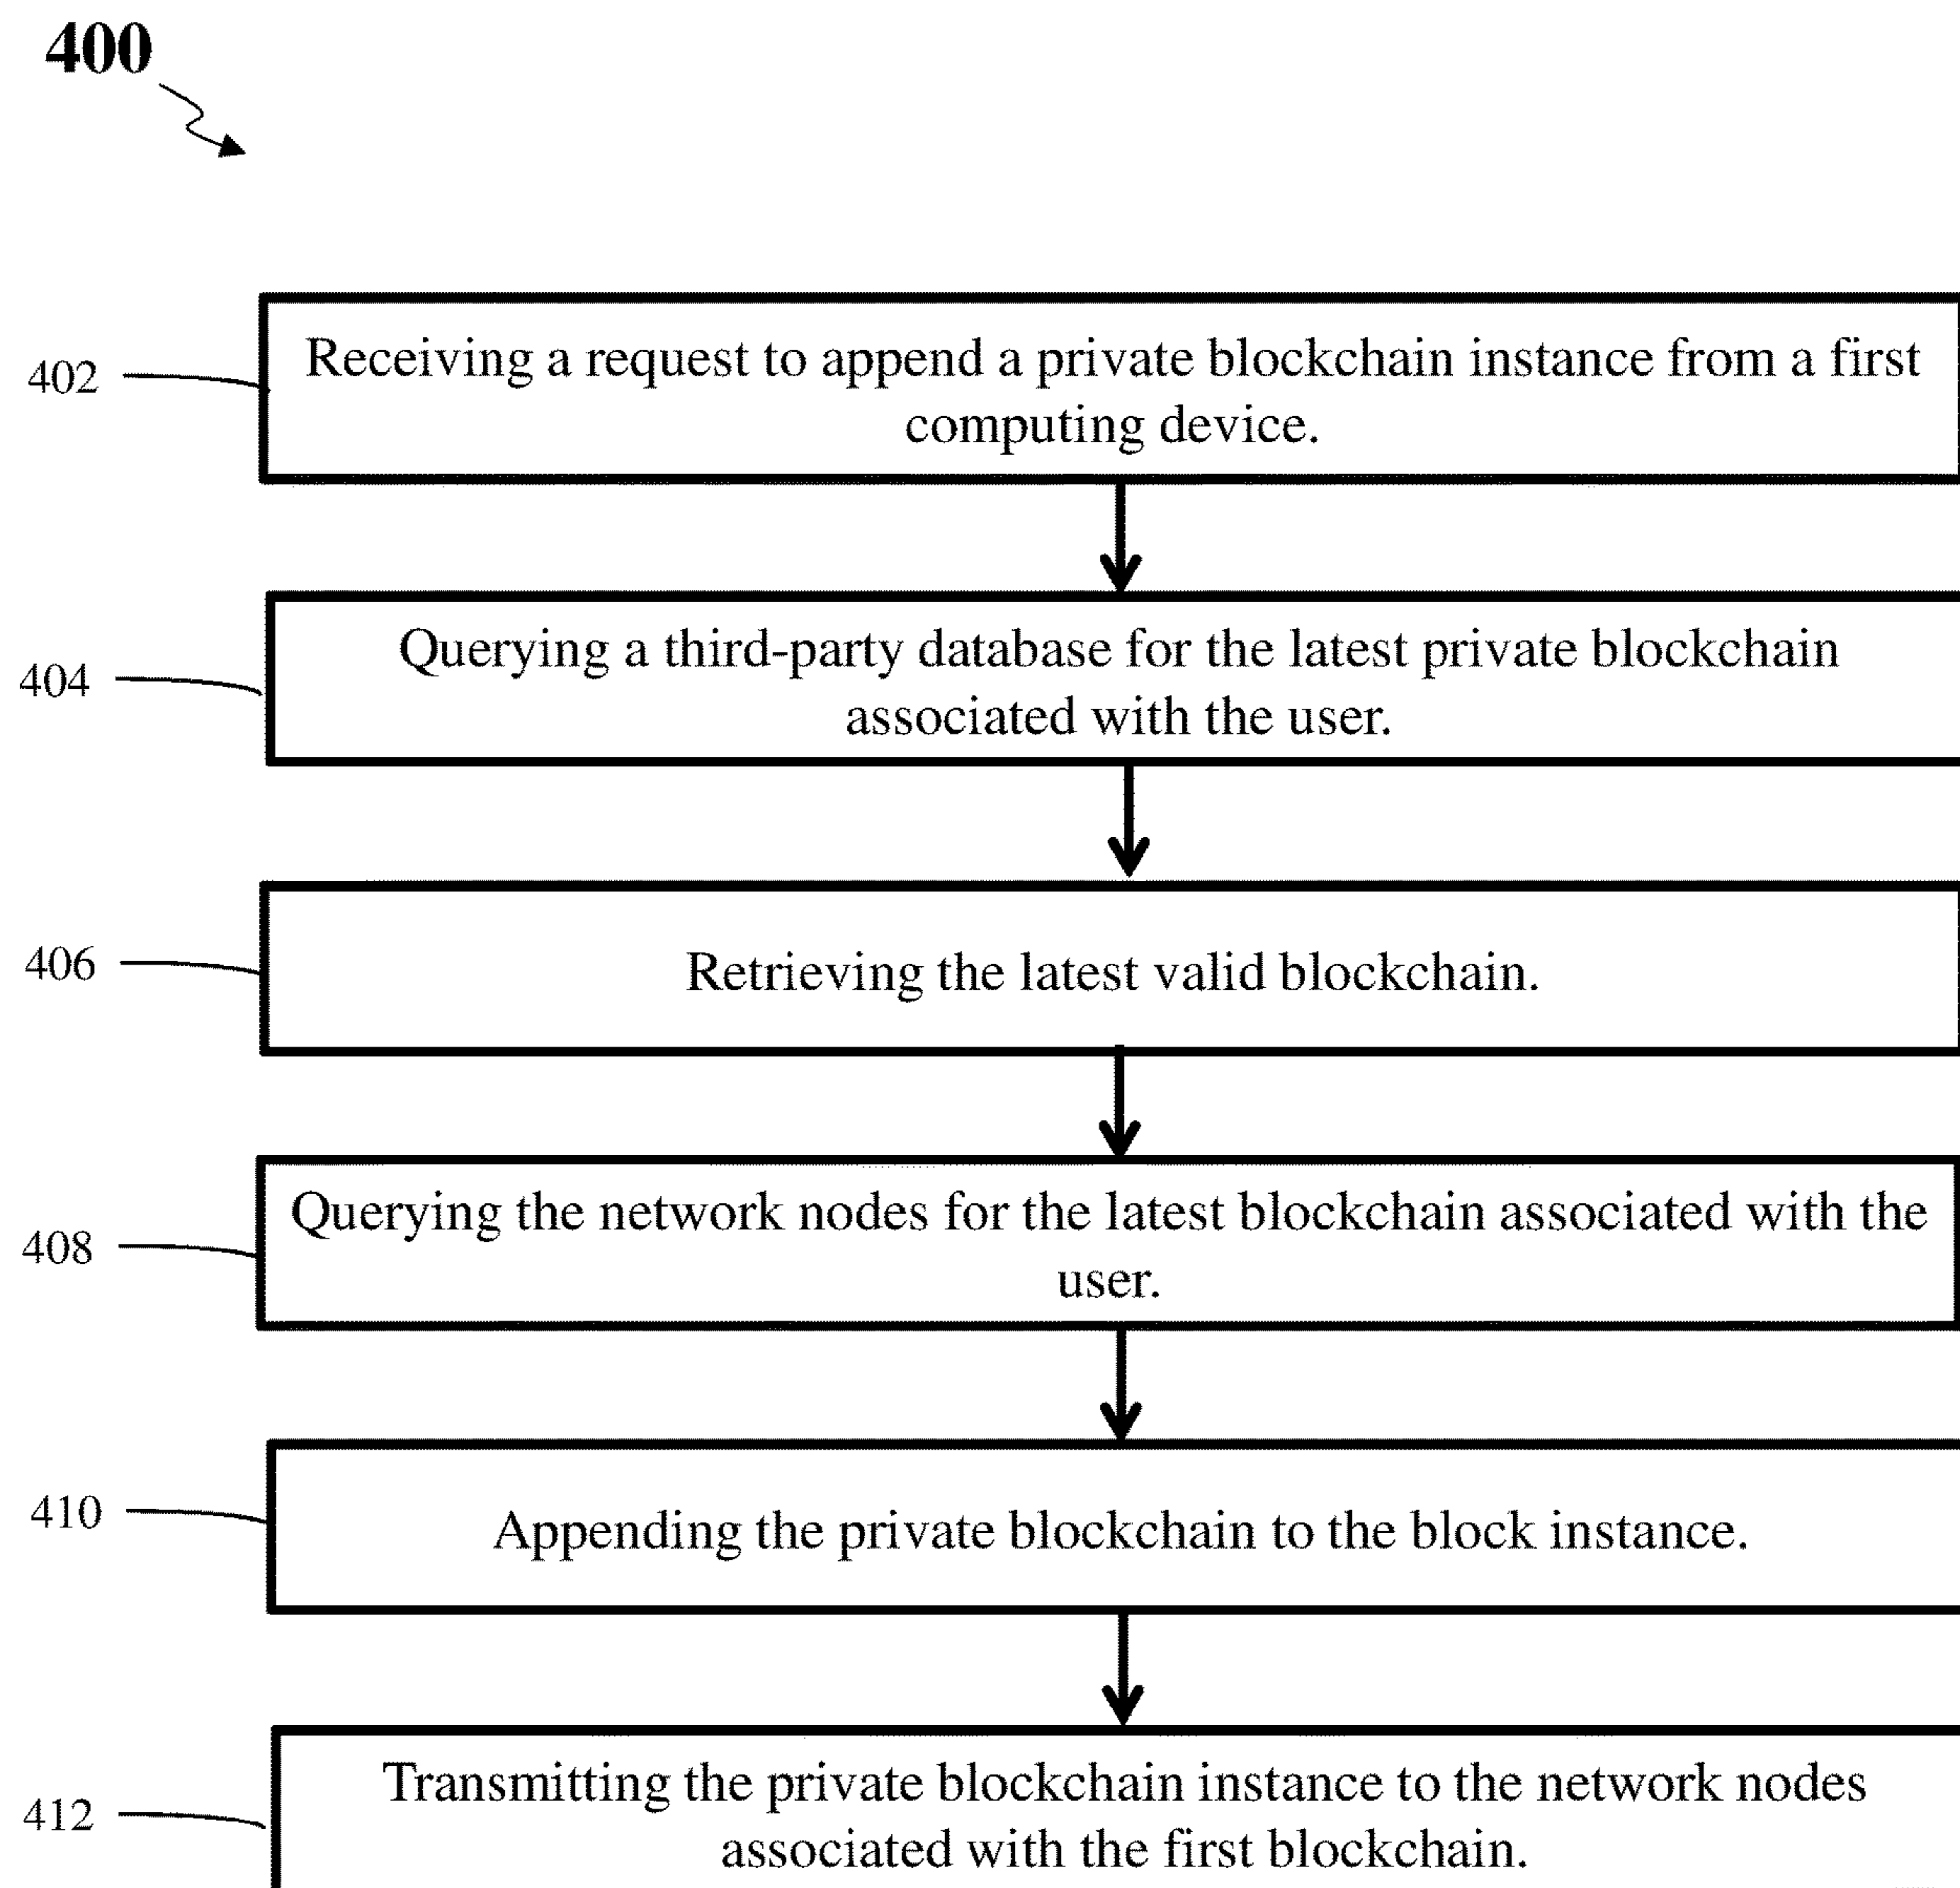 400
402
Receiving a request to append a private blockchain instance from a first
computing device.
404
Querying a third-party database for the latest private blockchain
associated with the user.
406
Retrieving the latest valid blockchain.
408
Querying the network nodes for the latest blockchain associated with the
user.
410
Appending the private blockchain to the block instance.
412
Transmitting the private blockchain instance to the network nodes
associated with the first blockchain.